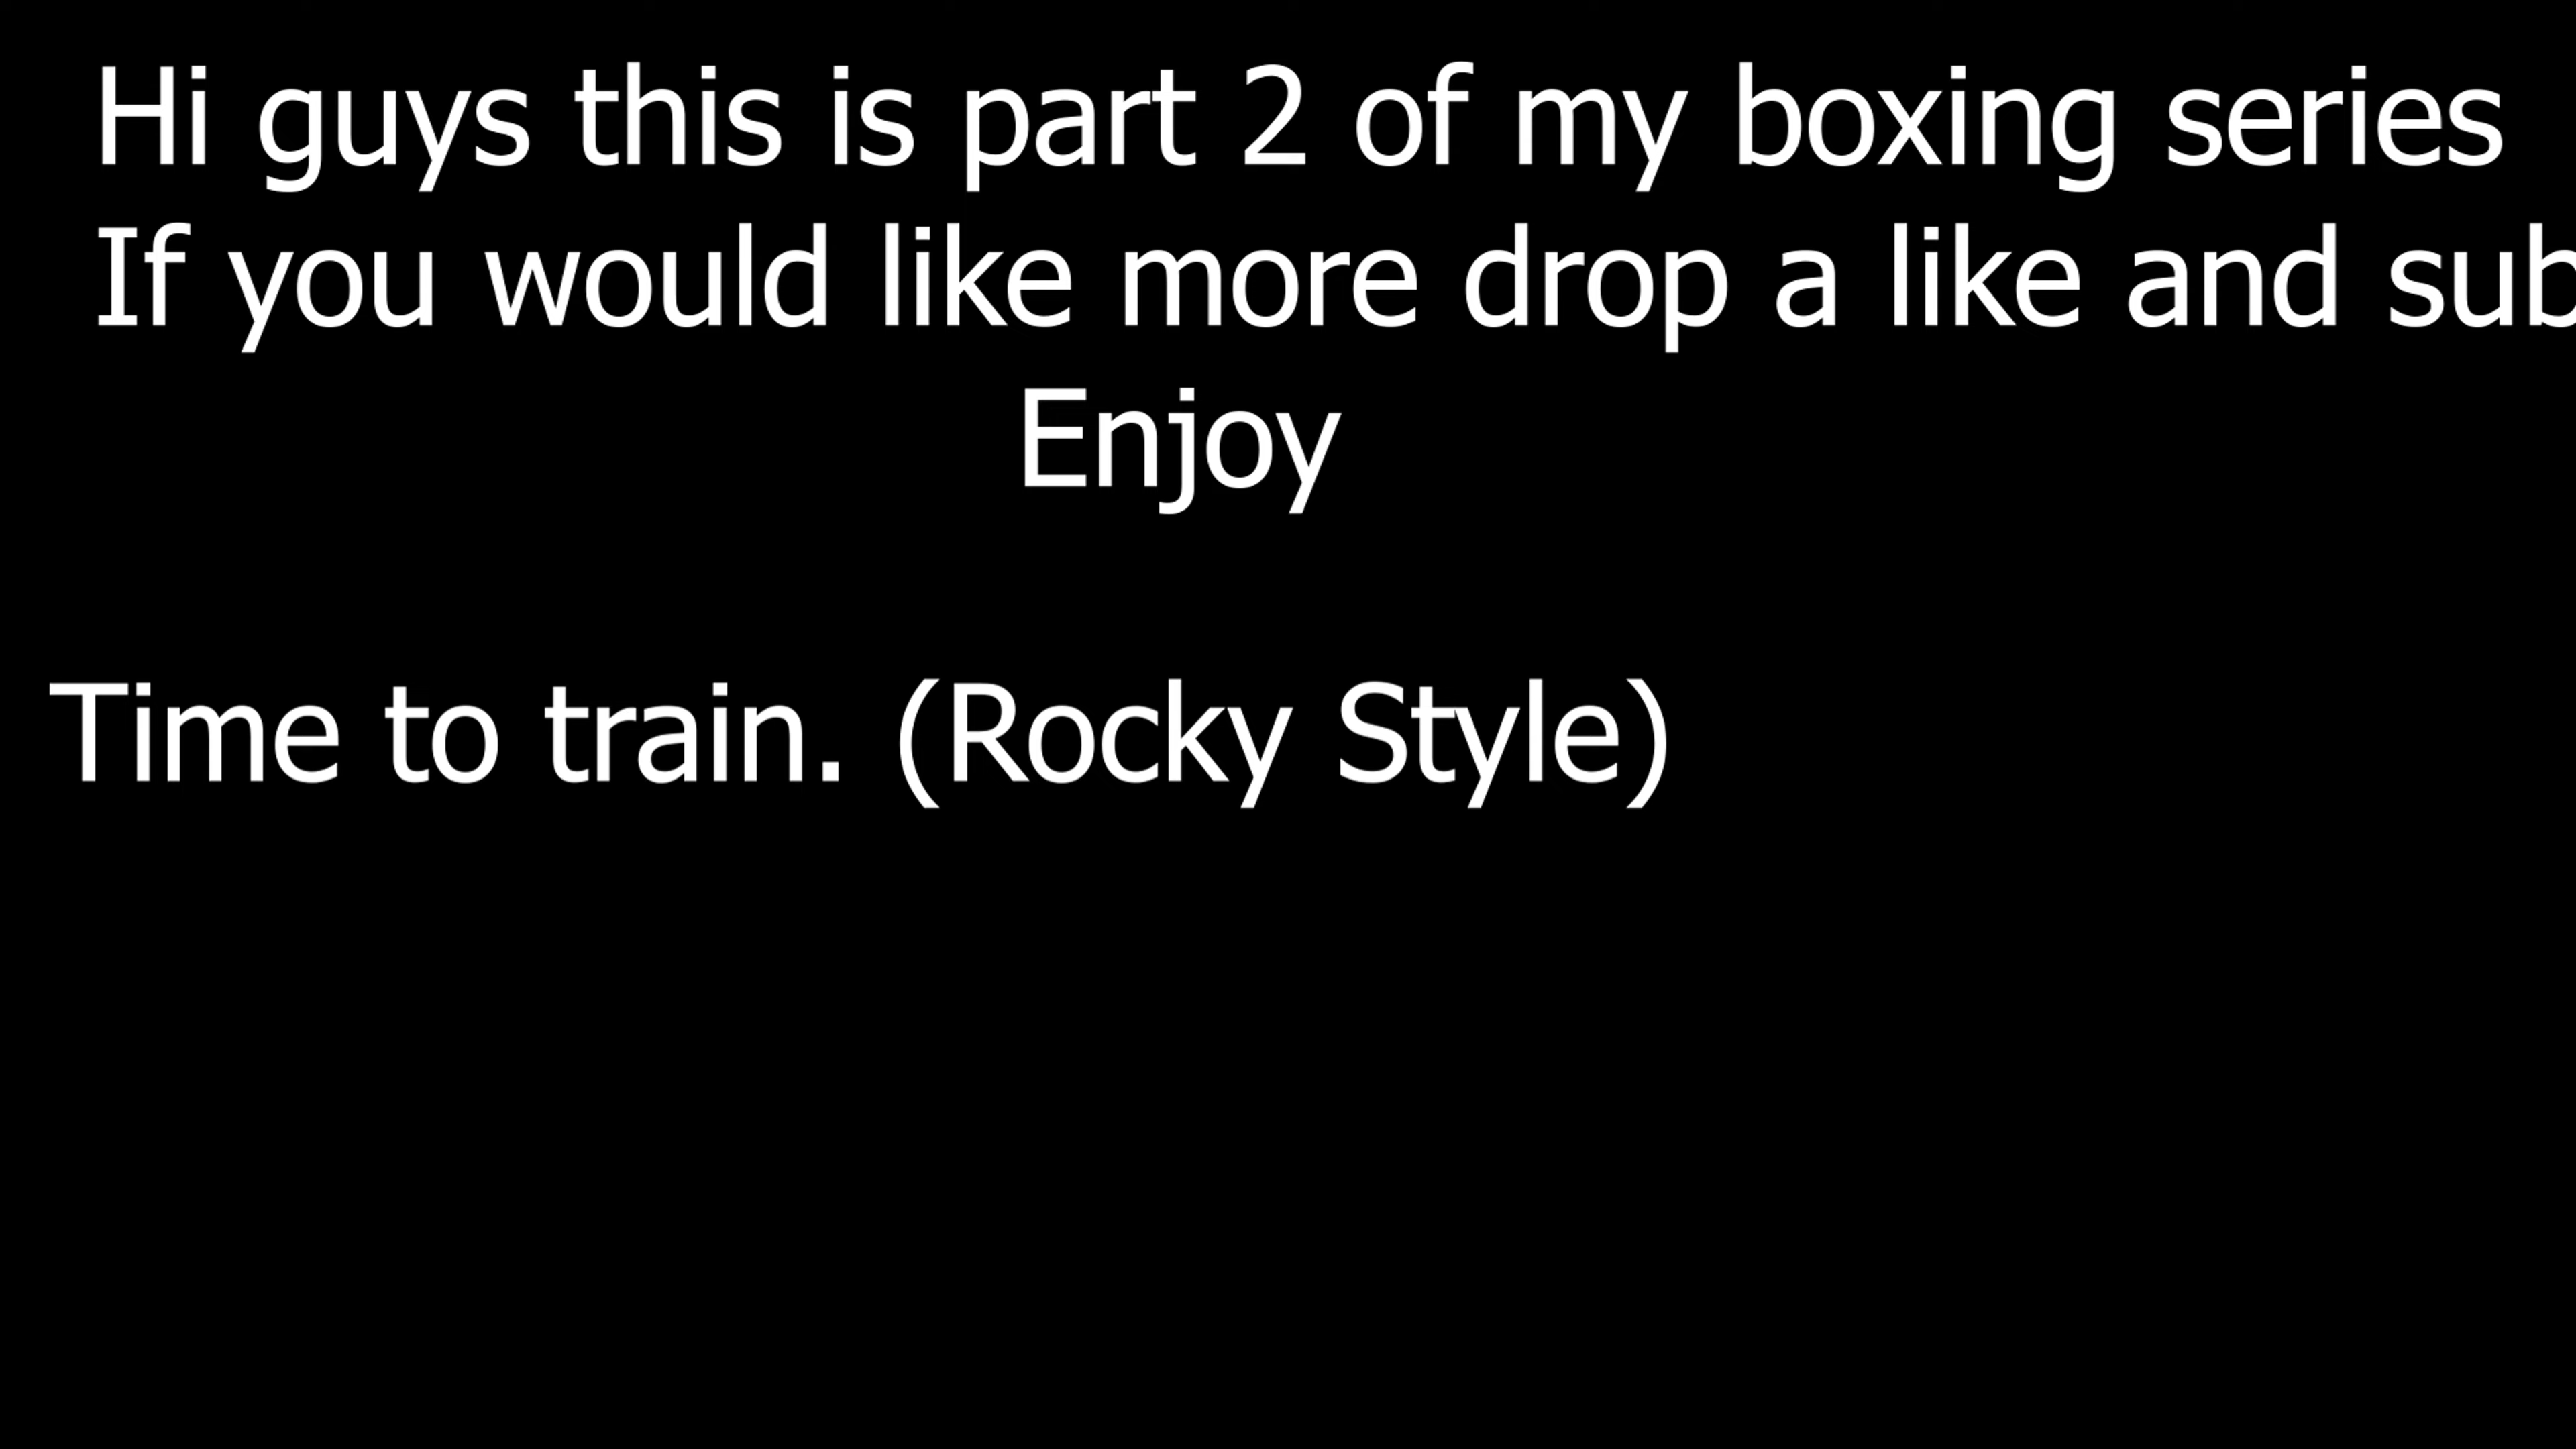 Hi guys this is part 2 of my boxing series
If you would like more drop a like and sub
Enjoy
Time to train. (Rocky Style)